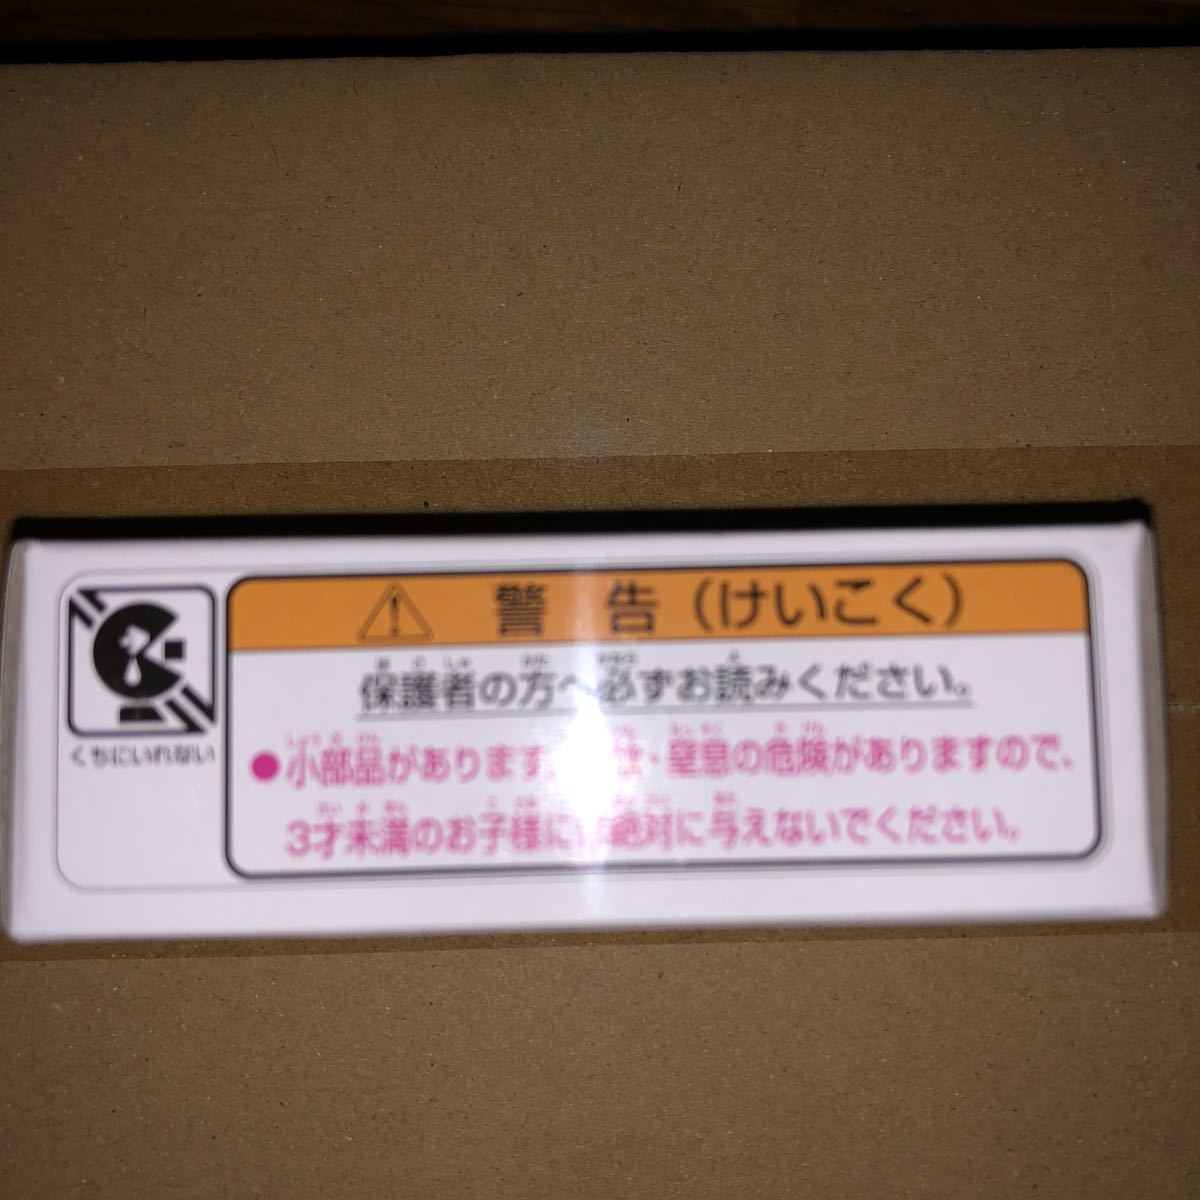 警 告 (けいこく)
保護者の方へ必ずお読みください。
●小部品があります。・窒息の危険がありますので、
3才未満のお子様には絶対に与えないでください。
くちにいれない